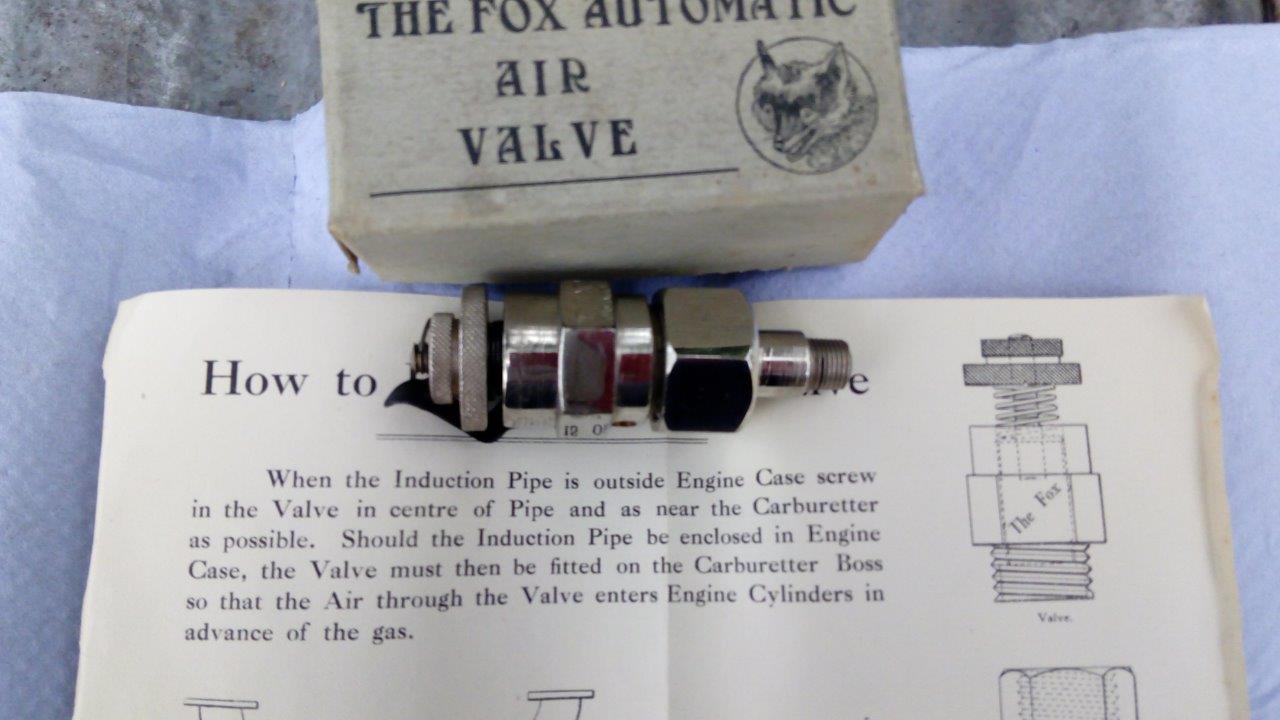 THE FOX AUTOMATIC
AIR
VALVE
How to
When the Induction Pipe is outside Engine Case screw
in the Valve in centre of Pipe and as near the Carburetter
as possible. Should the Induction Pipe be enclosed in Engine
Case, the Valve must then be fitted on the Carburetter Boss
so that the Air through the Valve enters Engine Cylinders in
advance of the gas.
The Fox
Valve.